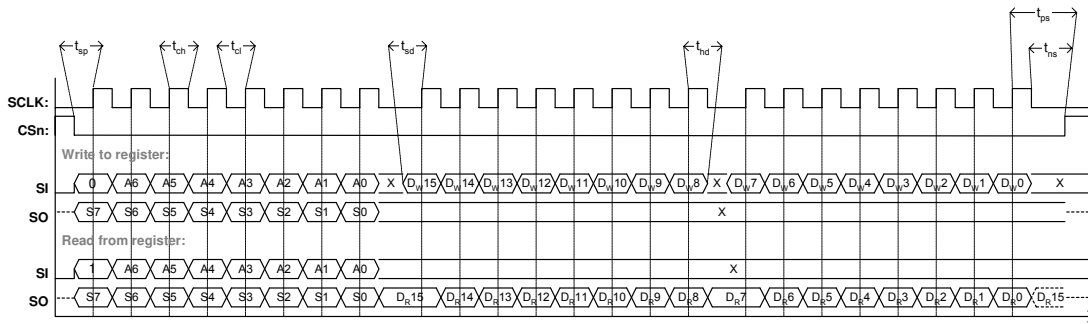 tsp tch tcl tsd thd tps tns
SCLK:
CSn:
Write to register:
SI 0 A6 A5 A4 A3 A2 A1 A0 X DW15 DW14 DW13 DW12 DW11 DW10 DW9 DW8 X DW7 DW6 DW5 DW4 DW3 DW2 DW1 DW0 X
SO S7 S6 S5 S4 S3 S2 S1 S0 X
Read from register:
SI 1 A6 A5 A4 A3 A2 A1 A0 X
SO S7 S6 S5 S4 S3 S2 S1 S0 DR15 DR14 DR13 DR12 DR11 DR10 DR9 DR8 DR7 DR6 DR5 DR4 DR3 DR2 DR1 DR0 DR15